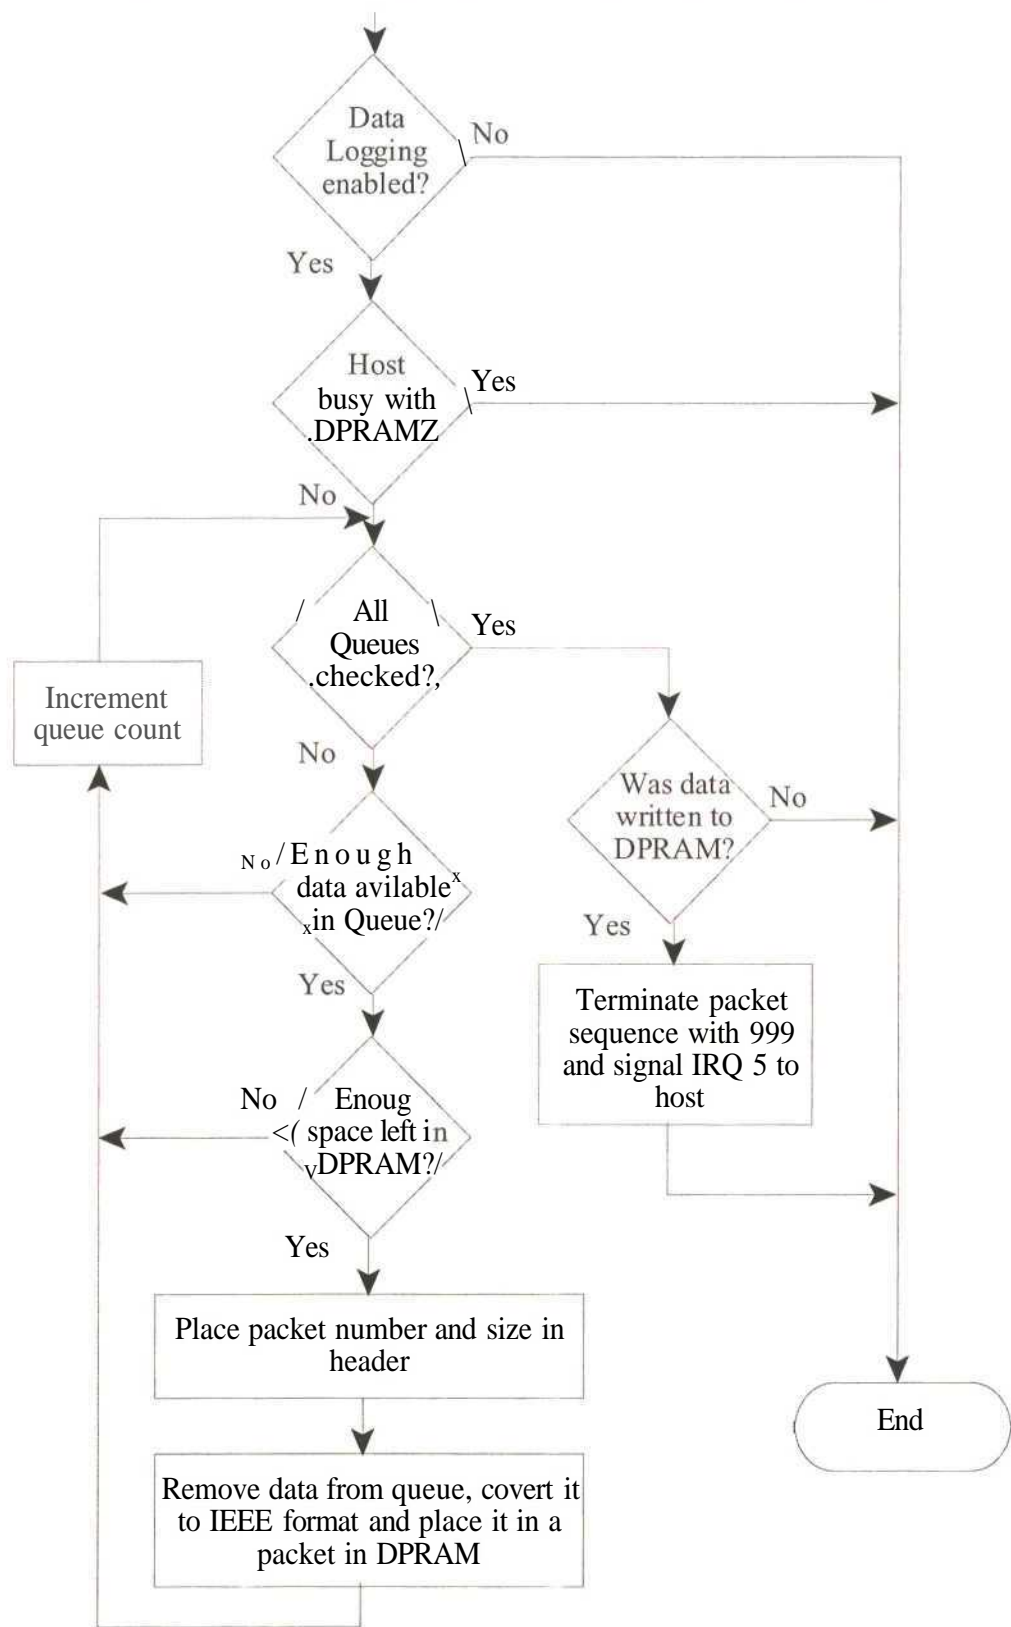 Data
Logging
enabled?
No
Yes
Host
busy with
.DPRAMZ
Yes
No
All
Queues
.checked?,
Yes
Increment
queue count
No
Was data
written to
DPRAM?
No
No
Enough
data avilable
in Queue?
Yes
Yes
Terminate packet
sequence with 999
and signal IRQ 5 to
host
No
Enoug
space left in
DPRAM?
Yes
Place packet number and size in
header
End
Remove data from queue, covert it
to IEEE format and place it in a
packet in DPRAM